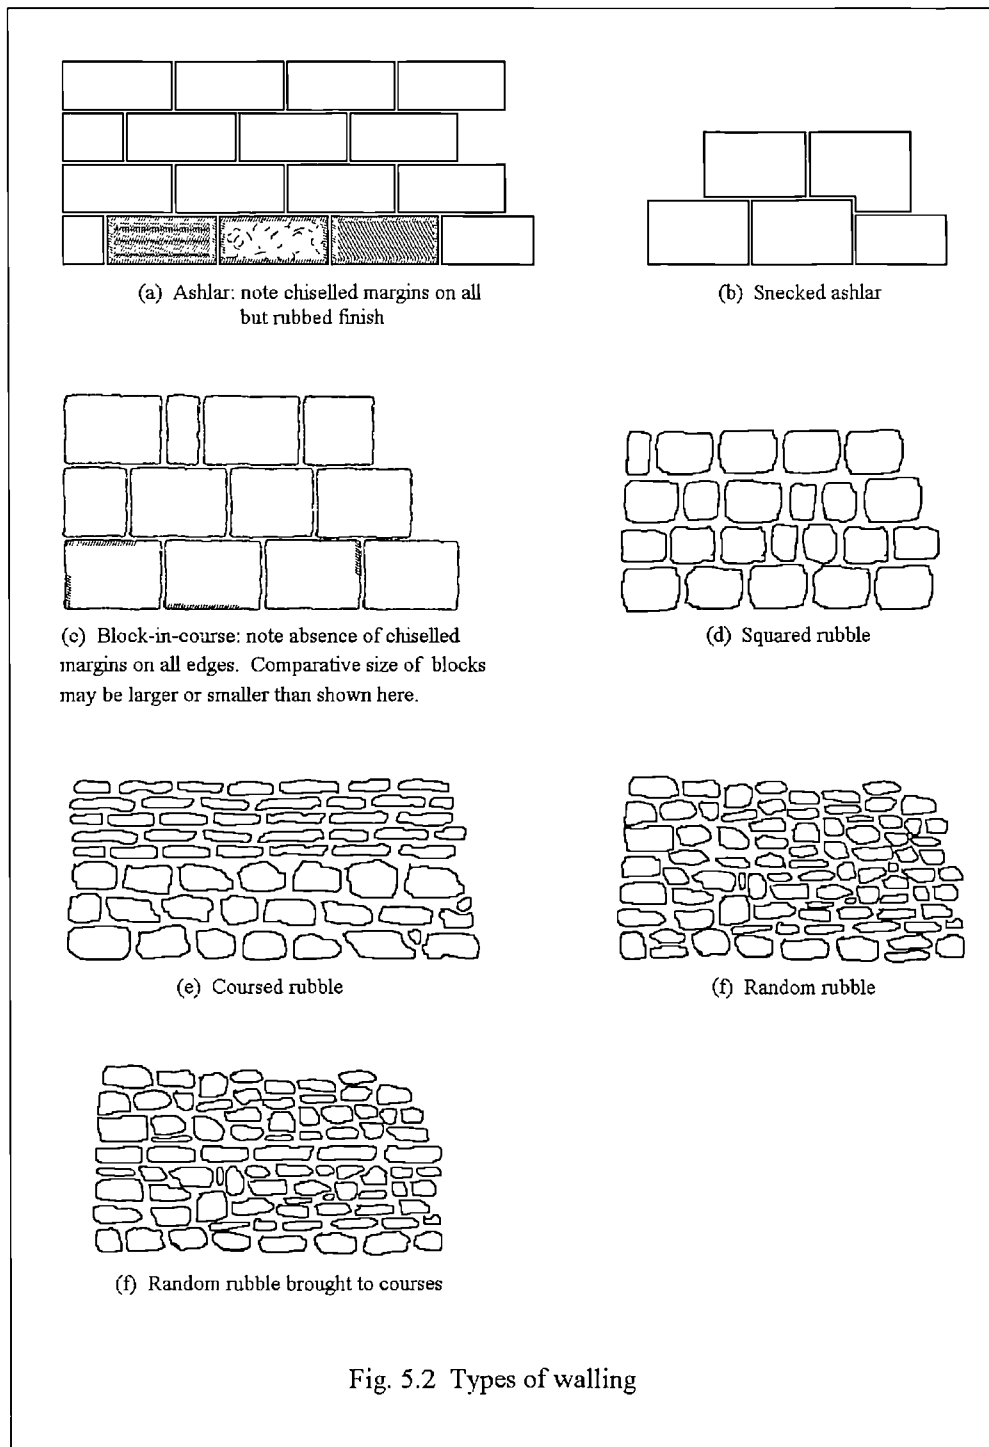 (a) Ashlar: note chiselled margins on all
but rubbed finish
(b) Snecked ashlar
(c) Block-in-course: note absence of chiselled
margins on all edges. Comparative size of blocks
may be larger or smaller than shown here.
(d) Squared rubble
(e) Coursed rubble
(f) Random rubble
(f) Random rubble brought to courses
Fig. 5.2 Types of walling